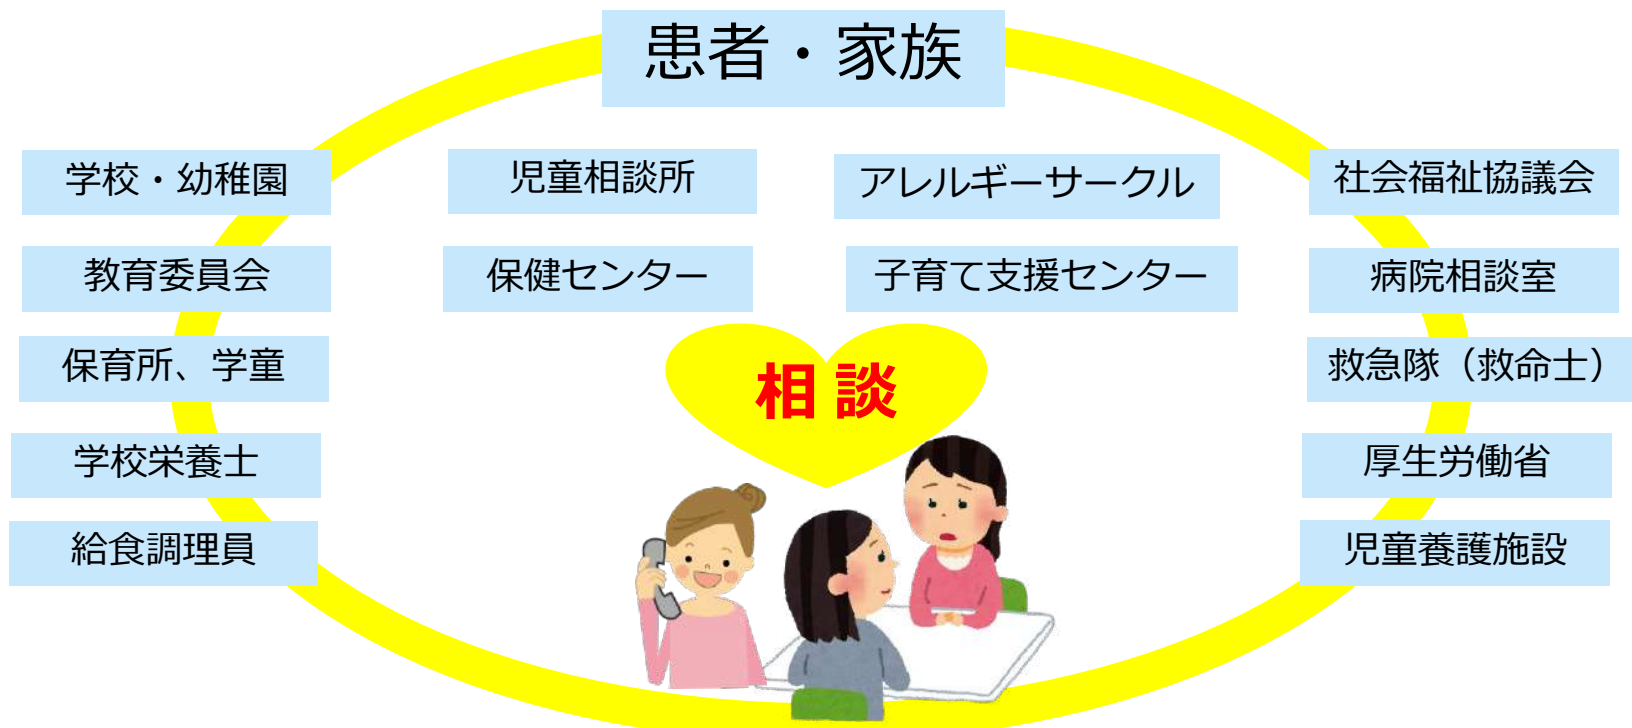 患者・家族
学校・幼稚園
児童相談所
アレルギーサークル
社会福祉協議会
教育委員会
保健センター
子育て支援センター
病院相談室
保育所、学童
相談
救急隊（救命士）
学校栄養士
厚生労働省
給食調理員
児童養護施設